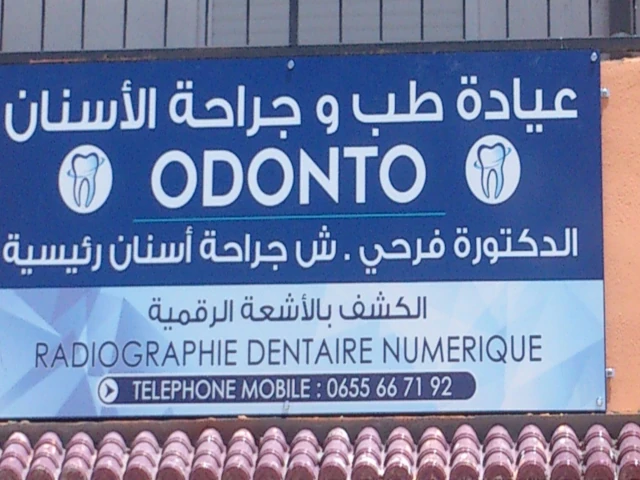 عيادة طب و جراحة الأسنان
ODONTO
الدكتورة فرحي . ش جراحة أسنان رئيسية
الكشف بالأشعة الرقمية
RADIOGRAPHIE DENTAIRE NUMERIQUE
TELEPHONE MOBILE : 0655 66 71 92